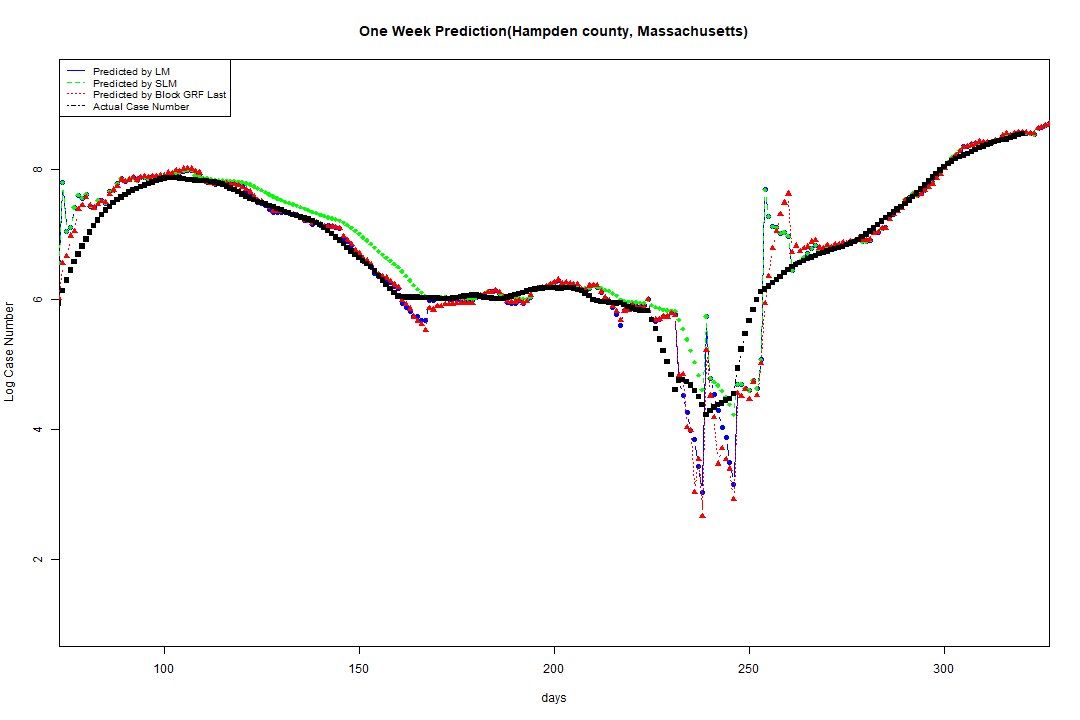 One Week Prediction(Hampden county, Massachusetts)
Predicted by LM
Predicted by SLM
Predicted by Block GRF Last
Actual Case Number
8
6
4
2
Log Case Number
100 150 200 250 300
days